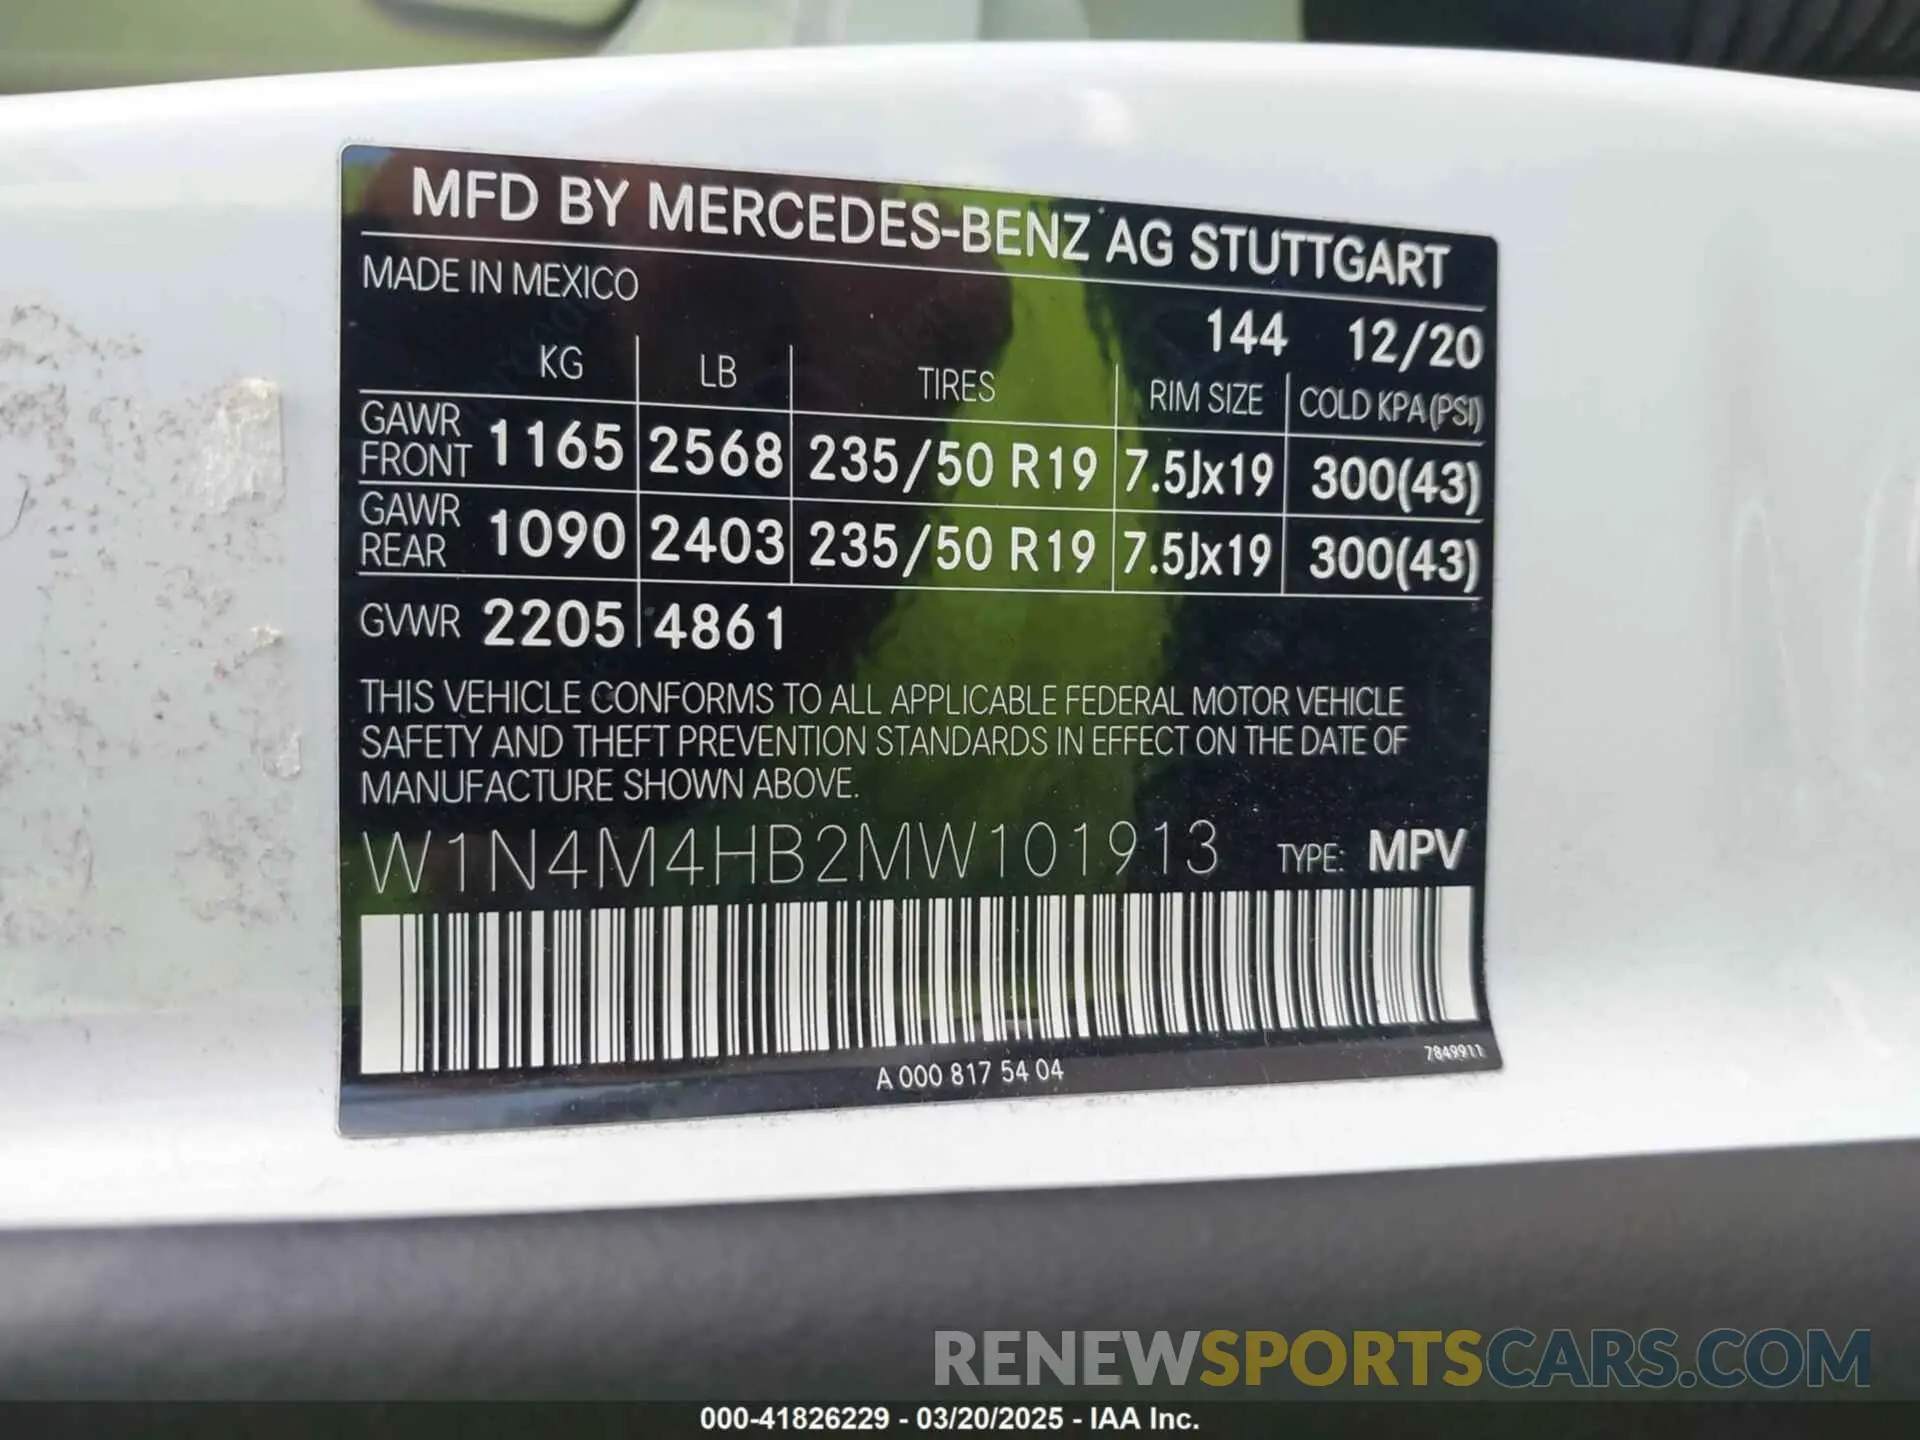 MFD BY MERCEDES-BENZ AG STUTTGART
MADE IN MEXICO
144 12/20
KG LB TIRES RIM SIZE COLD KPA (PSI)
GAWR FRONT 1165 2568 235/50 R19 7.5Jx19 300(43)
GAWR REAR 1090 2403 235/50 R19 7.5Jx19 300(43)
GVWR 2205 4861
THIS VEHICLE CONFORMS TO ALL APPLICABLE FEDERAL MOTOR VEHICLE
SAFETY AND THEFT PREVENTION STANDARDS IN EFFECT ON THE DATE OF
MANUFACTURE SHOWN ABOVE.
W1N4M4HB2MW101913 TYPE: MPV
A 000 817 54 04
7849911
RENEWSPORTSCARS.COM
000-41826229 - 03/20/2025 - IAA Inc.